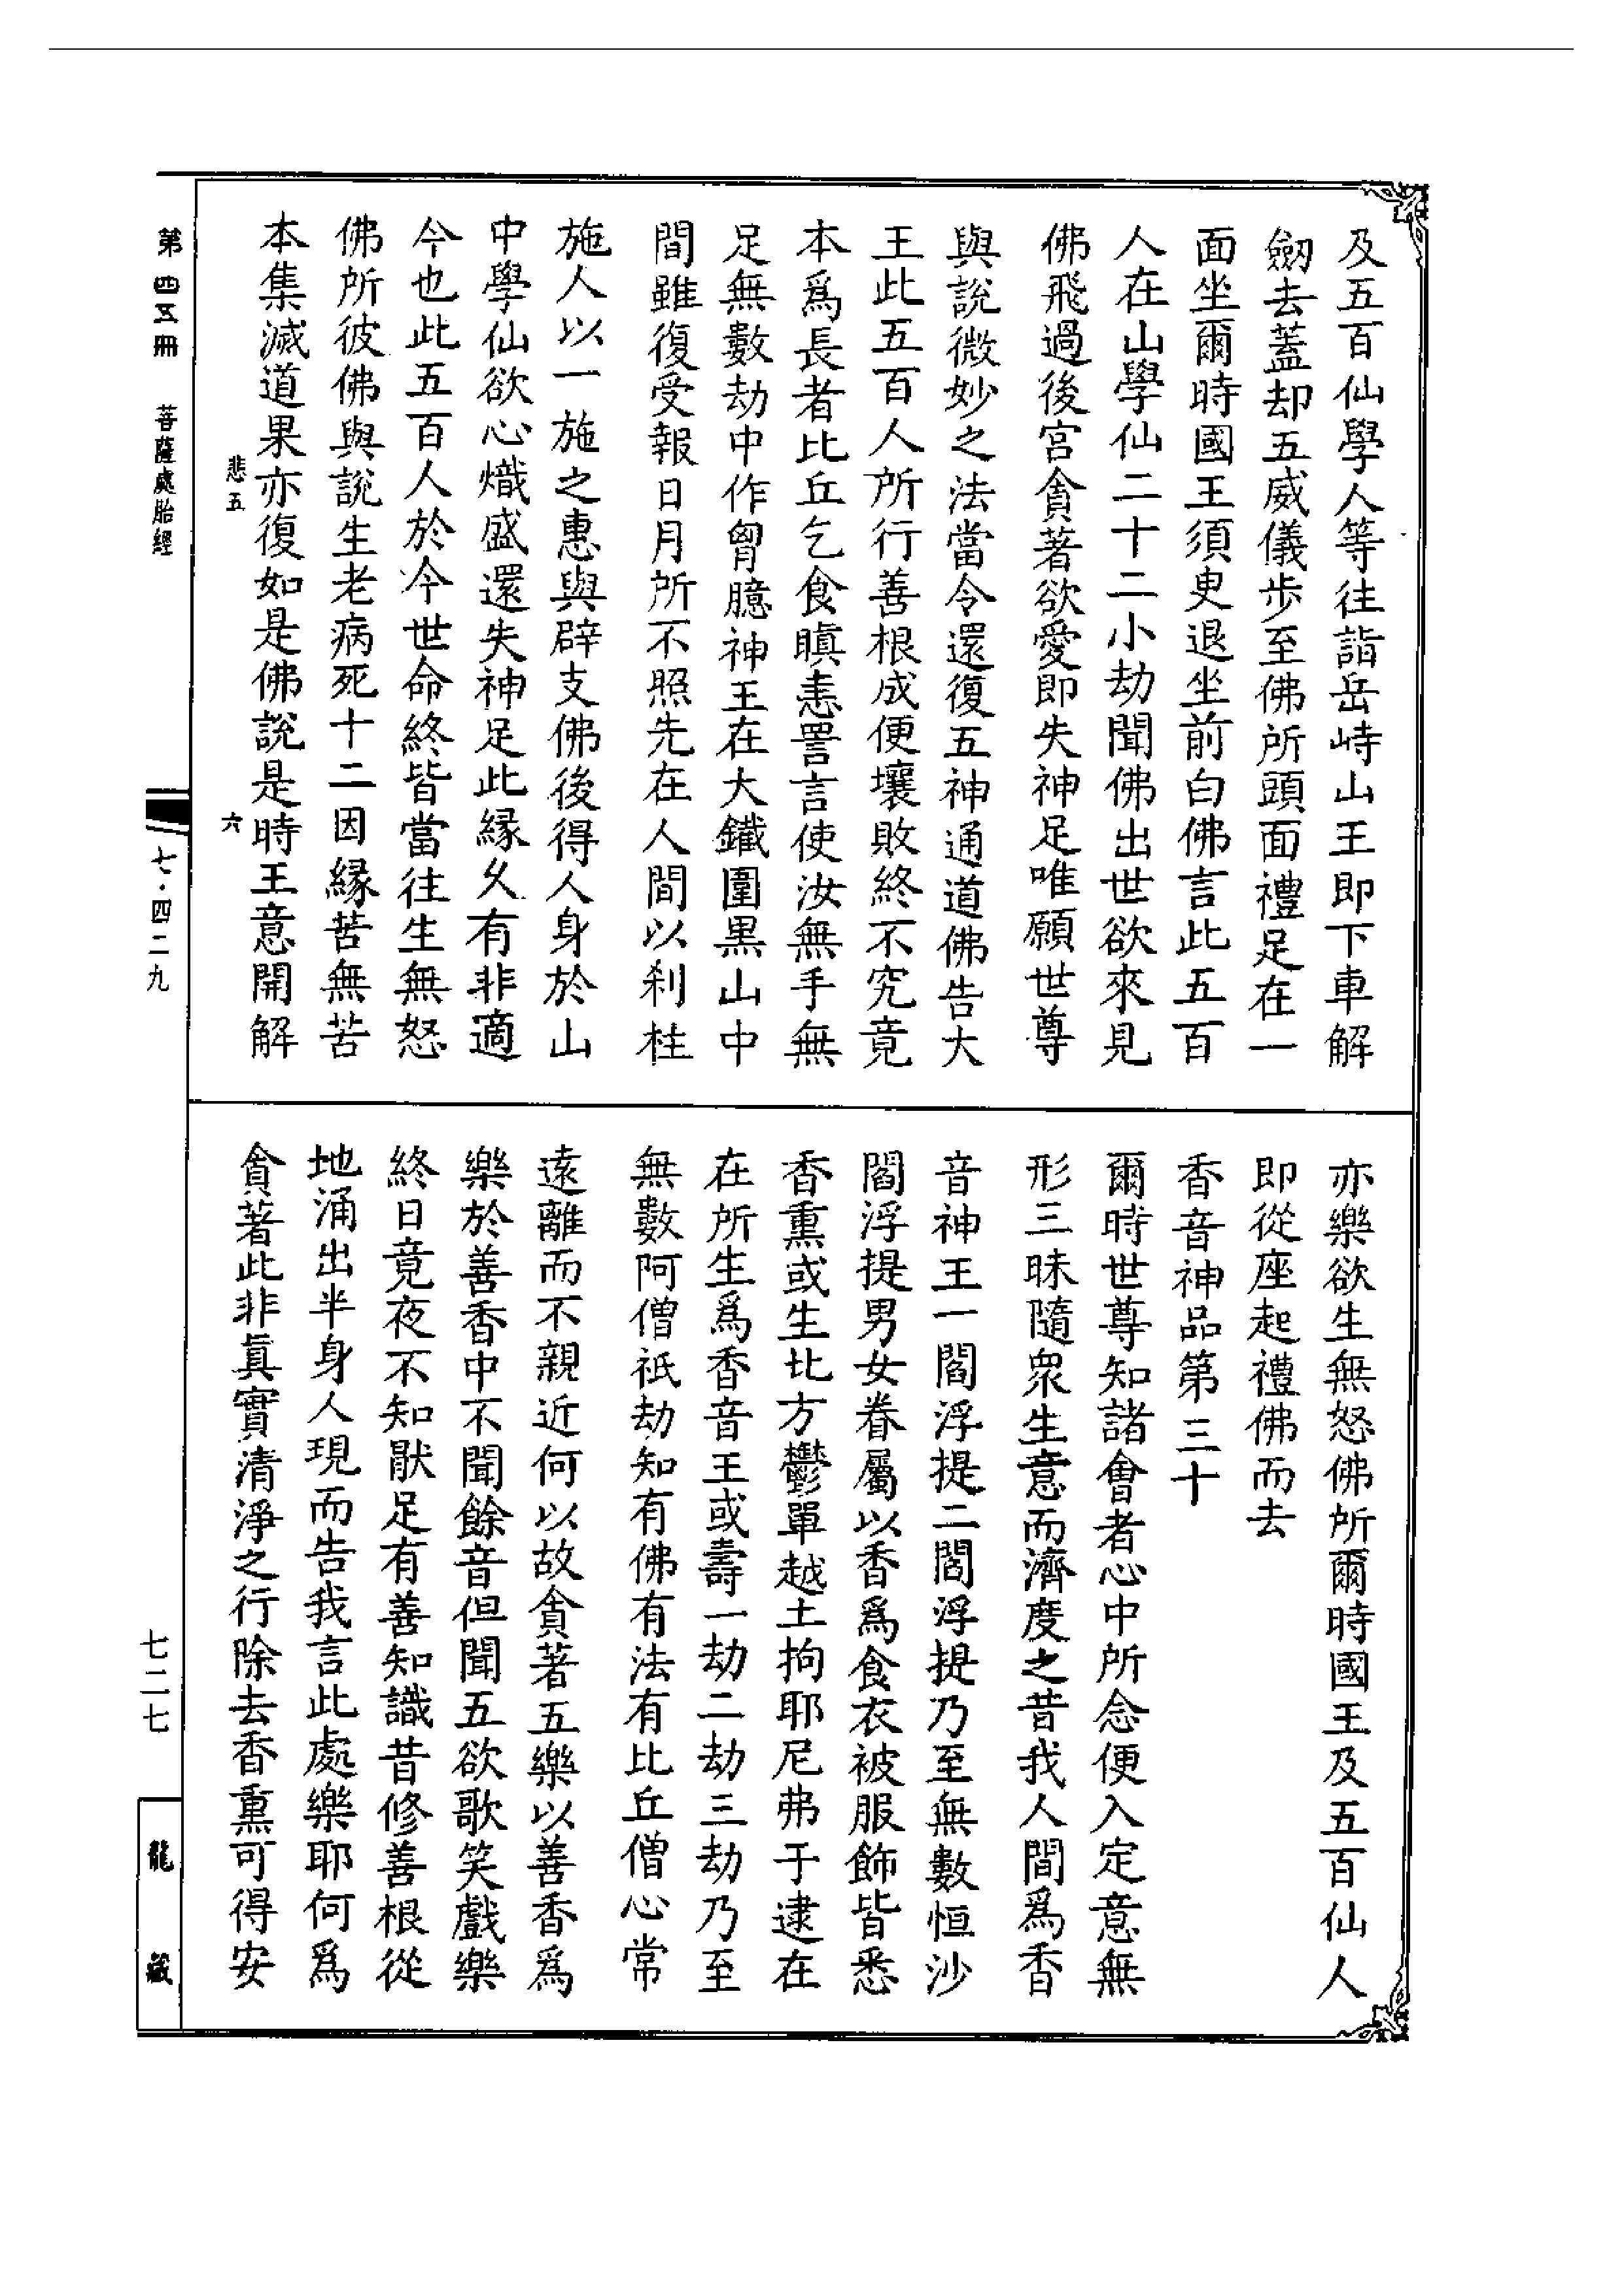 及五百仙學人等往詣岳峙山王即下車解
劒去蓋却五威儀步至佛所頭面禮足在一
面坐爾時國王須臾退坐前白佛言此五百
人在山學仙二十二小劫聞佛出世欲來見
佛飛過後宮貪著欲愛即失神足唯願世尊
與說微妙之法當令還復五神通道佛告大
王此五百人所行善根成便壞敗終不究竟
本爲長者比丘乞食瞋恚詈言使汝無手無
足無數劫中作胷臆神王在大鐵圍黑山中
間雖復受報日月所不照先在人間以利柱
施人以一施之惠與辟支佛後得人身於山
中學仙欲心熾盛還失神足此緣久有非適
今也此五百人於今世命終皆當往生無怒
佛所彼佛與說生老病死十二因緣苦無苦
本集滅道果亦復如是佛說是時王意開解
悲五
六
亦樂欲生無怒佛所爾時國王及五百仙人
即從座起禮佛而去
香音神品第三十
爾時世尊知諸會者心中所念便入定意無
形三昧隨衆生意而濟度之昔我人間爲香
音神王一閻浮提二閻浮提乃至無數恒沙
閻浮提男女眷屬以香爲食衣被服飾皆悉
香熏或生北方鬱單越土拘耶尼弗于逮在
在所生爲香音王或壽一劫二劫三劫乃至
無數阿僧祇劫知有佛有法有比丘僧心常
遠離而不親近何以故貪著五樂以善香爲
樂於善香中不聞餘音但聞五欲歌笑戲樂
終日竟夜不知猒足有善知識昔修善根從
地涌出半身人現而告我言此處樂耶何爲
貪著此非眞實清淨之行除去香熏可得安
第四五冊　菩薩處胎經
七·四二九
七二七
龍藏